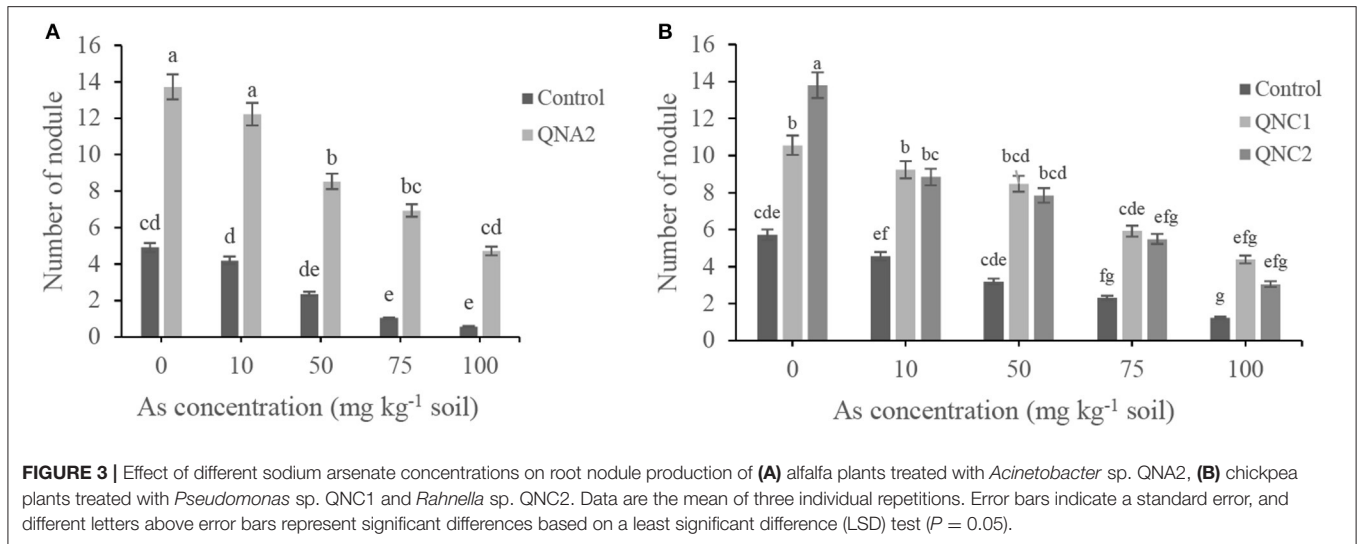 A
16
14
12
10
8
6
4
2
0
Number of nodule
a
a
b
bc
cd
cd
d
de
e
e
Control
QNA2
0 10 50 75 100
As concentration (mg kg-1 soil)
B
16
14
12
10
8
6
4
2
0
Number of nodule
a
b
b
bc
bcd
bcd
cde
efg
efg
efg
cde
ef
cde
fg
g
Control
QNC1
QNC2
0 10 50 75 100
As concentration (mg kg-1 soil)
FIGURE 3 | Effect of different sodium arsenate concentrations on root nodule production of (A) alfalfa plants treated with Acinetobacter sp. QNA2, (B) chickpea
plants treated with Pseudomonas sp. QNC1 and Rahnella sp. QNC2. Data are the mean of three individual repetitions. Error bars indicate a standard error, and
different letters above error bars represent significant differences based on a least significant difference (LSD) test (P = 0.05).